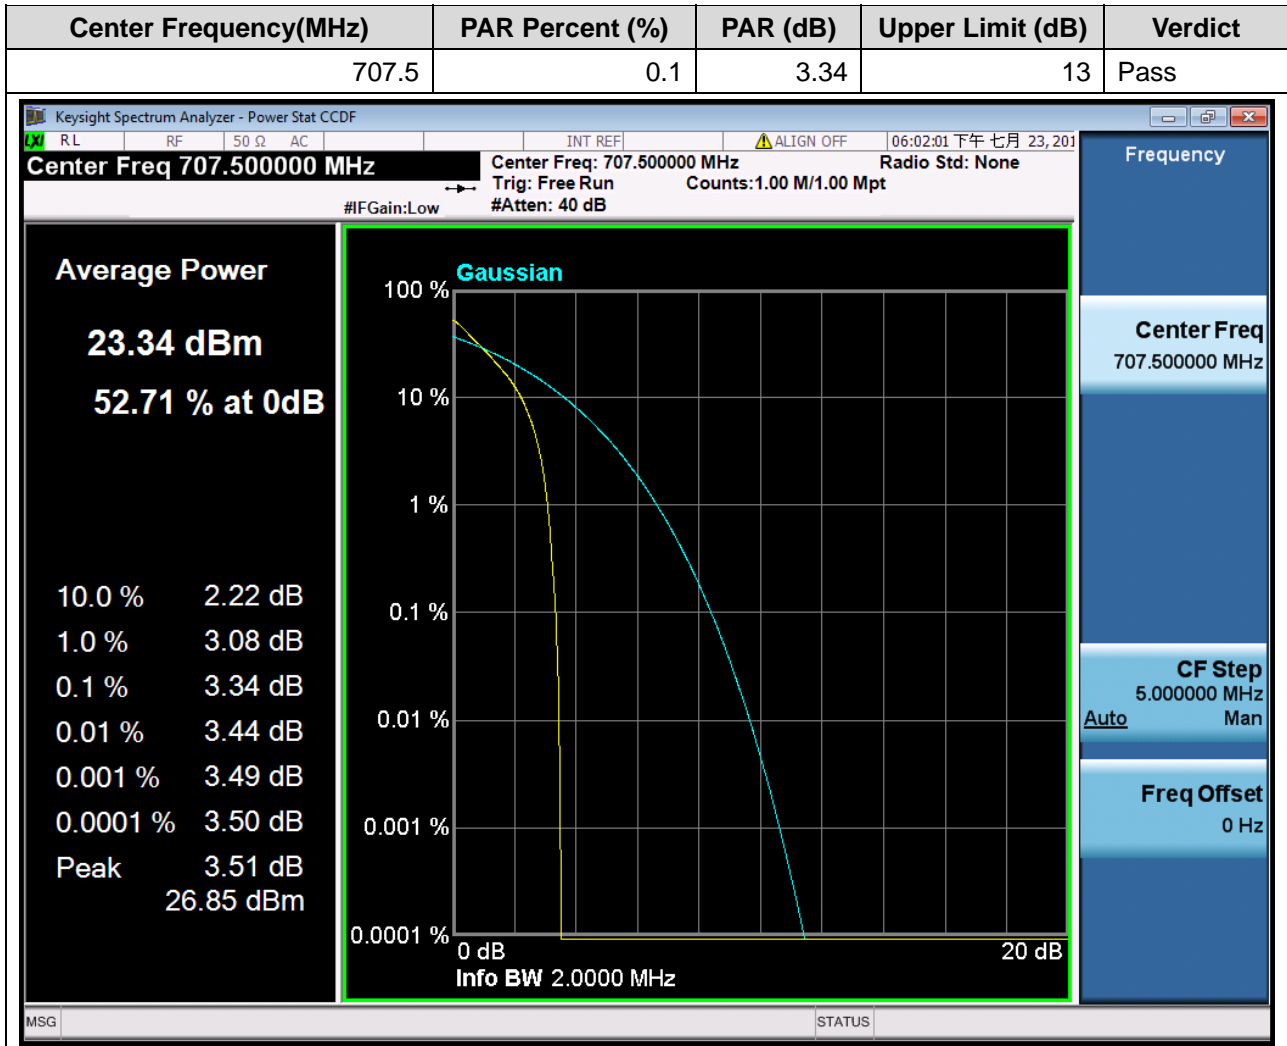 Center Frequency(MHz) PAR Percent (%) PAR (dB) Upper Limit (dB) Verdict
707.5 0.1 3.34 13 Pass
Keysight Spectrum Analyzer - Power Stat CCDF
LXI RL RF 50 Ω AC INT REF ALIGN OFF 06:02:01 下午 七月 23, 201
Center Freq 707.500000 MHz
Center Freq: 707.500000 MHz Radio Std: None
Trig: Free Run Counts:1.00 M/1.00 Mpt
#IFGain:Low #Atten: 40 dB
Average Power
23.34 dBm
52.71 % at 0dB
10.0 % 2.22 dB
1.0 % 3.08 dB
0.1 % 3.34 dB
0.01 % 3.44 dB
0.001 % 3.49 dB
0.0001 % 3.50 dB
Peak 3.51 dB
26.85 dBm
Gaussian
100 %
10 %
1 %
0.1 %
0.01 %
0.001 %
0.0001 %
0 dB 20 dB
Info BW 2.0000 MHz
Frequency
Center Freq
707.500000 MHz
CF Step
5.000000 MHz
Auto Man
Freq Offset
0 Hz
MSG STATUS